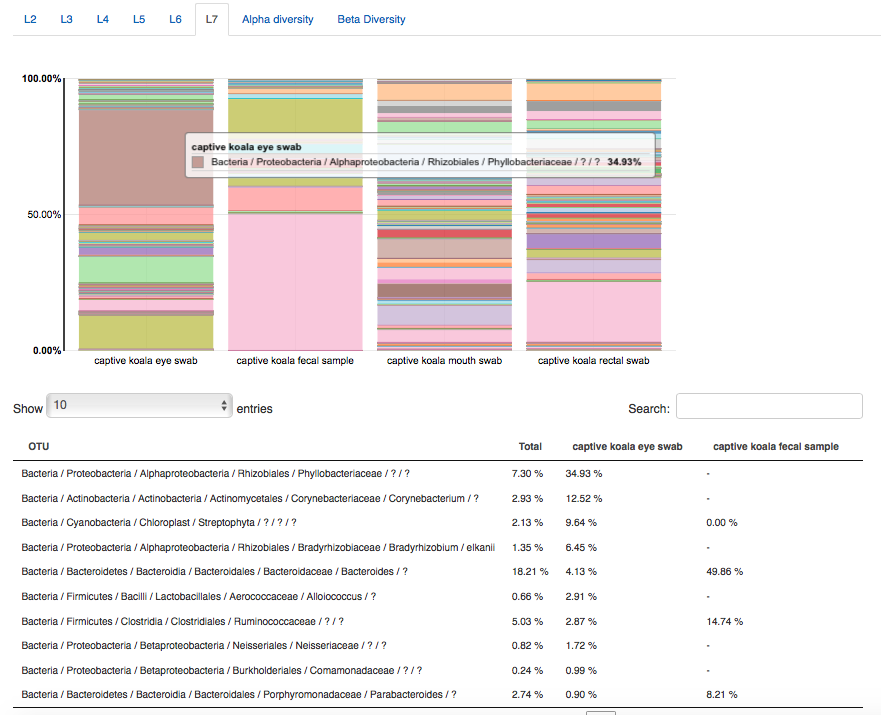 L2 L3 L4 L5 L6 L7 Alpha diversity Beta Diversity
100.00%
captive koala eye swab
Bacteria / Proteobacteria / Alphaproteobacteria / Rhizobiales / Phyllobacteriaceae / ? / ? 34.93%
50.00%
0.00%
captive koala eye swab captive koala fecal sample captive koala mouth swab captive koala rectal swab
Show 10 entries Search:
OTU Total captive koala eye swab captive koala fecal sample
Bacteria / Proteobacteria / Alphaproteobacteria / Rhizobiales / Phyllobacteriaceae / ? / ? 7.30 % 34.93 % -
Bacteria / Actinobacteria / Actinobacteria / Actinomycetales / Corynebacteriaceae / Corynebacterium / ? 2.93 % 12.52 % -
Bacteria / Cyanobacteria / Chloroplast / Streptophyta / ? / ? / ? 2.13 % 9.64 % 0.00 %
Bacteria / Proteobacteria / Alphaproteobacteria / Rhizobiales / Bradyrhizobiaceae / Bradyrhizobium / elkanii 1.35 % 6.45 % -
Bacteria / Bacteroidetes / Bacteroidia / Bacteroidales / Bacteroidaceae / Bacteroides / ? 18.21 % 4.13 % 49.86 %
Bacteria / Firmicutes / Bacilli / Lactobacillales / Aerococcaceae / Alloiococcus / ? 0.66 % 2.91 % -
Bacteria / Firmicutes / Clostridia / Clostridiales / Ruminococcaceae / ? / ? 5.03 % 2.87 % 14.74 %
Bacteria / Proteobacteria / Betaproteobacteria / Neisseriales / Neisseriaceae / ? / ? 0.82 % 1.72 % -
Bacteria / Proteobacteria / Betaproteobacteria / Burkholderiales / Comamonadaceae / ? / ? 0.24 % 0.99 % -
Bacteria / Bacteroidetes / Bacteroidia / Bacteroidales / Porphyromonadaceae / Parabacteroides / ? 2.74 % 0.90 % 8.21 %